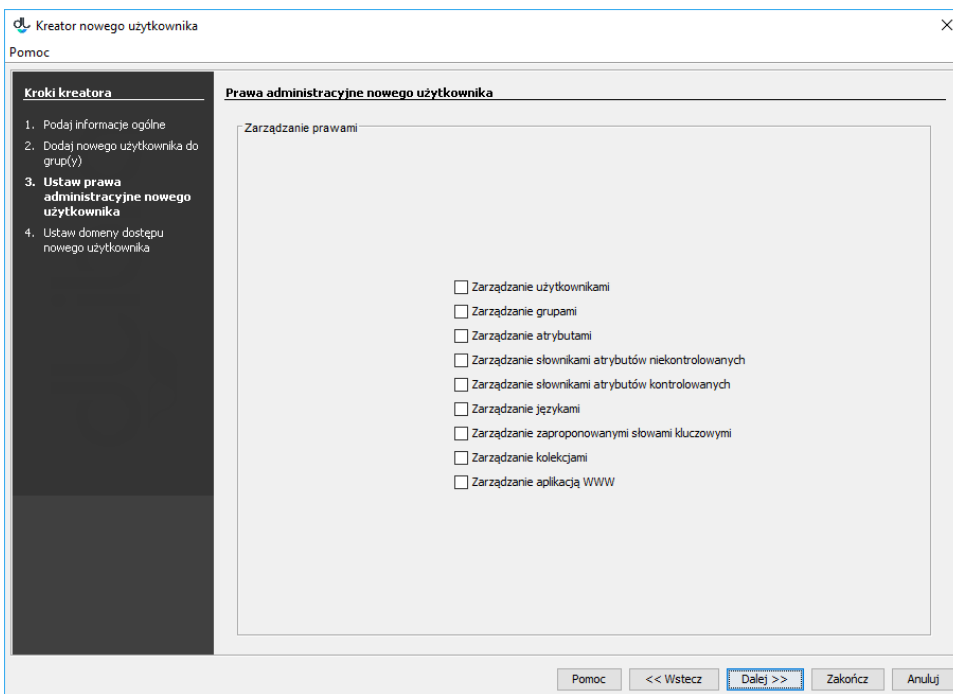 Kreator nowego użytkownika
Pomoc
Kroki kreatora
1. Podaj informacje ogólne
2. Dodaj nowego użytkownika do
grup(y)
3. Ustaw prawa
administracyjne nowego
użytkownika
4. Ustaw domeny dostępu
nowego użytkownika
Prawa administracyjne nowego użytkownika
Zarządzanie prawami
Zarządzanie użytkownikami
Zarządzanie grupami
Zarządzanie atrybutami
Zarządzanie słownikami atrybutów niekontrolowanych
Zarządzanie słownikami atrybutów kontrolowanych
Zarządzanie językami
Zarządzanie zaproponowanymi słowami kluczowymi
Zarządzanie kolekcjami
Zarządzanie aplikacją WWW
Pomoc
<< Wstecz
Dalej >>
Zakończ
Anuluj